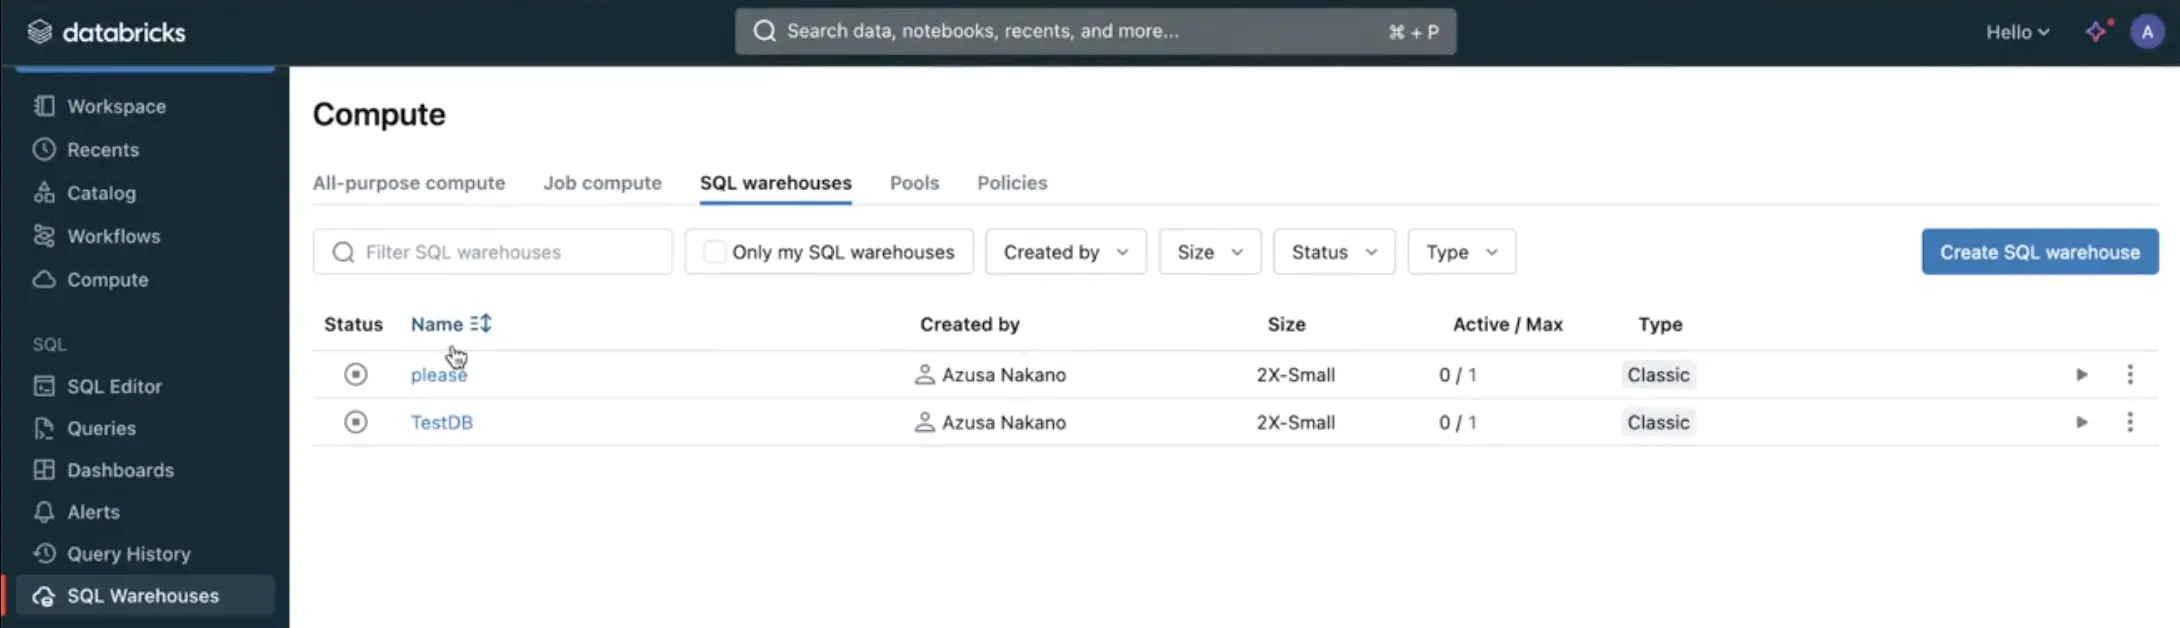 databricks
Search data, notebooks, recents, and more...
⌘ + P
Hello
A
Workspace
Recents
Catalog
Workflows
Compute
SQL
SQL Editor
Queries
Dashboards
Alerts
Query History
SQL Warehouses
Compute
All-purpose compute Job compute SQL warehouses Pools Policies
Filter SQL warehouses Only my SQL warehouses Created by Size Status Type Create SQL warehouse
Status Name Created by Size Active / Max Type
please Azusa Nakano 2X-Small 0 / 1 Classic
TestDB Azusa Nakano 2X-Small 0 / 1 Classic